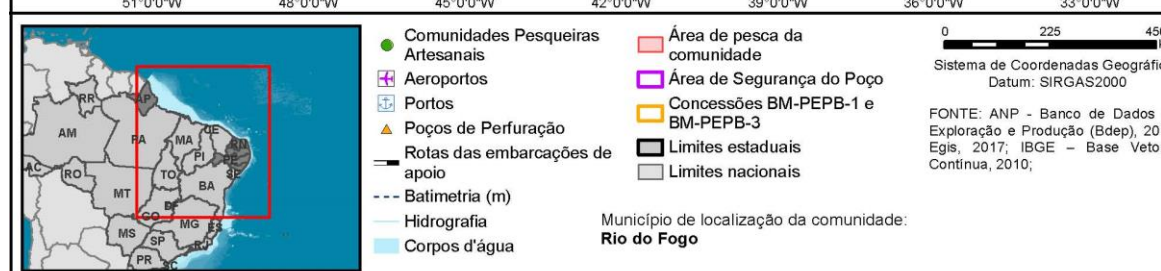 51°0'0"W 48°0'0"W 45°0'0"W 42°0'0"W 39°0'0"W 36°0'0"W 33°0'0"W
RR
AP
AM
PA
MA
CE
RN
PI
PE
SE
AC
RO
TO
BA
MT
DF
GO
MG
ES
MS
SP
RJ
PR
SC
Comunidades Pesqueiras
Artesanais
Aeroportos
Portos
Poços de Perfuração
Rotas das embarcações de
apoio
Batimetria (m)
Hidrografia
Corpos d'água
Área de pesca da
comunidade
Área de Segurança do Poço
Concessões BM-PEPB-1 e
BM-PEPB-3
Limites estaduais
Limites nacionais
Município de localização da comunidade:
Rio do Fogo
0 225 450
Sistema de Coordenadas Geográfic
Datum: SIRGAS2000
FONTE: ANP - Banco de Dados
Exploração e Produção (Bdep), 20
Egis, 2017; IBGE – Base Veto
Contínua, 2010;